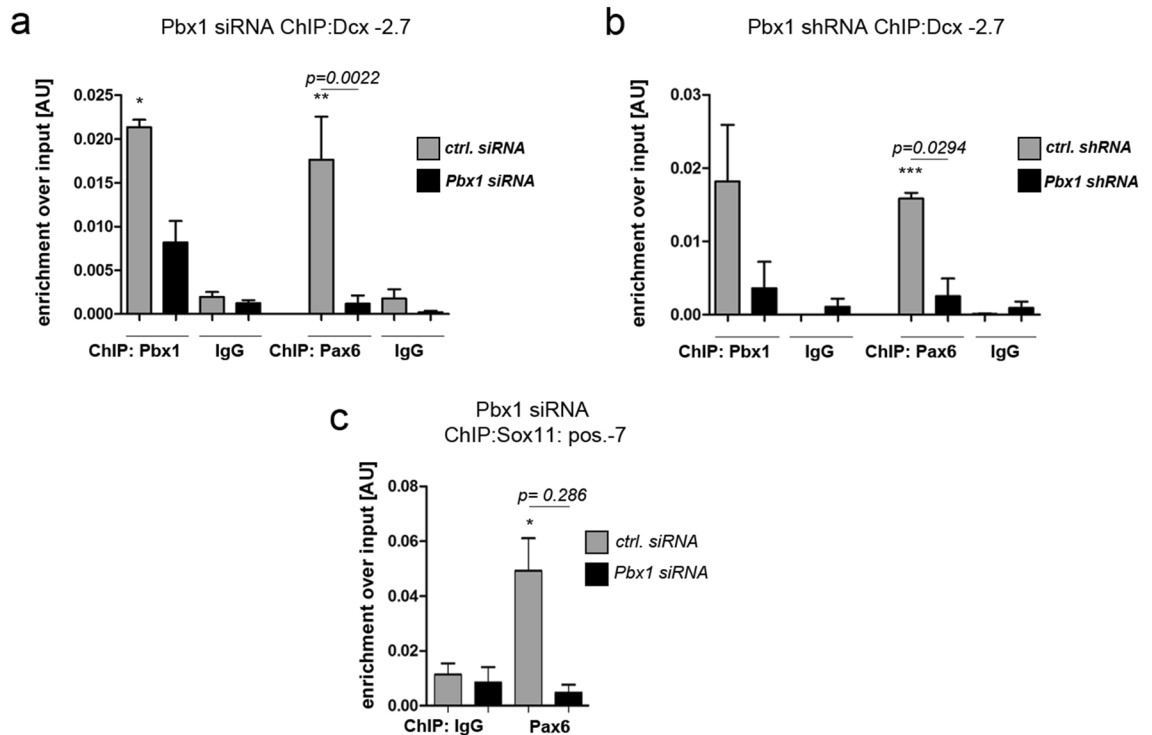 a
Pbx1 siRNA ChIP:Dcx -2.7
enrichment over input [AU]
0.025
0.020
0.015
0.010
0.005
0.000
*
p=0.0022
**
ctrl. siRNA
Pbx1 siRNA
ChIP: Pbx1 IgG ChIP: Pax6 IgG
b
Pbx1 shRNA ChIP:Dcx -2.7
enrichment over input [AU]
0.03
0.02
0.01
0.00
p=0.0294
***
ctrl. shRNA
Pbx1 shRNA
ChIP: Pbx1 IgG ChIP: Pax6 IgG
c
Pbx1 siRNA
ChIP:Sox11: pos.-7
enrichment over input [AU]
0.08
0.06
0.04
0.02
0.00
p= 0.286
*
ctrl. siRNA
Pbx1 siRNA
ChIP: IgG Pax6